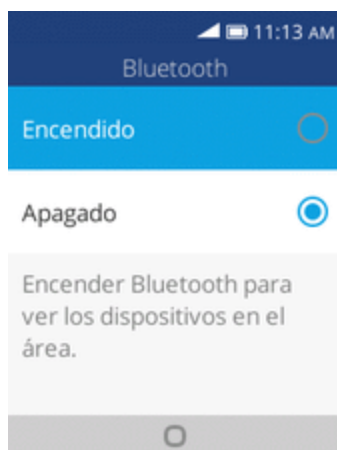 11:13 AM
Bluetooth
Encendido
Apagado
Encender Bluetooth para
ver los dispositivos en el
área.